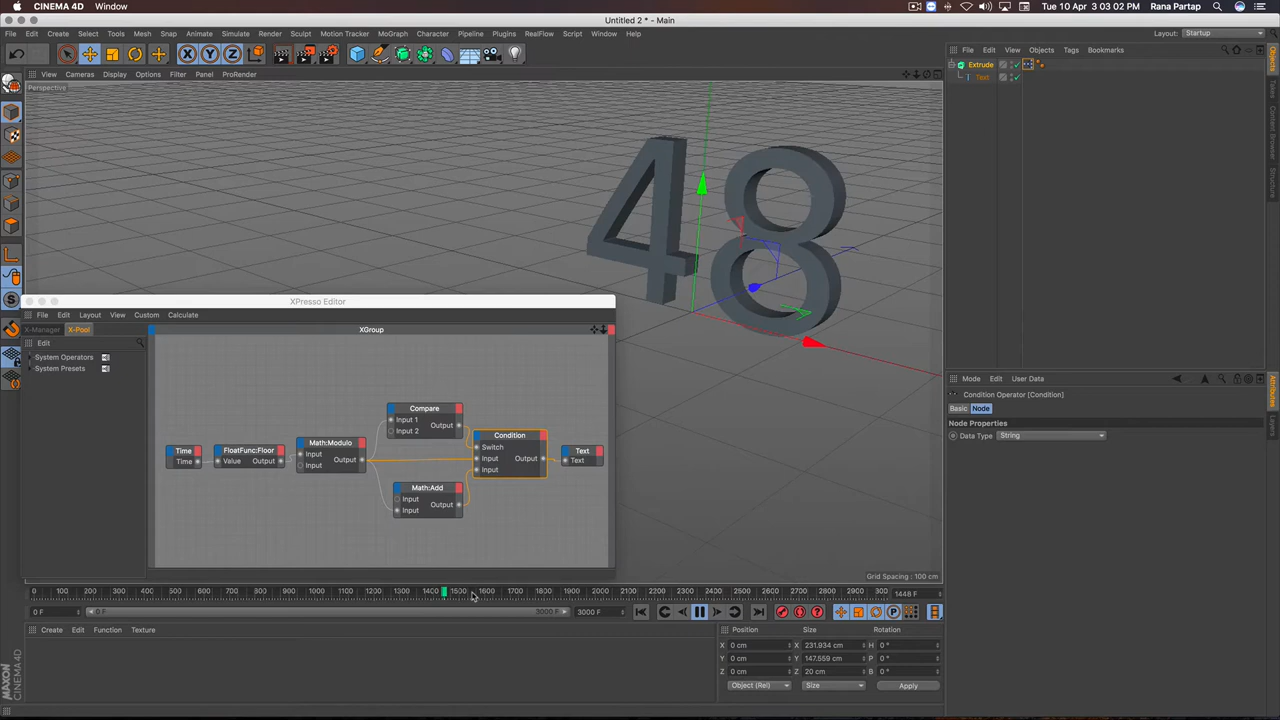 CINEMA 4D Window
Tue 10 Apr 3 03:02 PM Rana Partap
Untitled 2 * - Main
File Edit Create Select Tools Mesh Snap Animate Simulate Render Sculpt Motion Tracker MoGraph Character Pipeline Plugins RealFlow Script Window Help
Layout: Startup
X Y Z
P
File Edit View Objects Tags Bookmarks
Extrude
Text
Objects
Takes
Content Browser
Structure
View Cameras Display Options Filter Panel ProRender
Perspective
48
XPresso Editor
File Edit Layout View Custom Calculate
X-Manager X-Pool
XGroup
Edit
System Operators
System Presets
Compare
Input 1
Input 2
Output
Condition
Switch
Input
Input
Output
Time
Time
FloatFunc:Floor
Value Output
Math:Modulo
Input
Input
Output
Text
Text
Math:Add
Input
Input
Output
Mode Edit User Data
Condition Operator [Condition]
Basic Node
Node Properties
Data Type String
Attributes
Layers
Grid Spacing : 100 cm
0 100 200 300 400 500 600 700 800 900 1000 1100 1200 1300 1400 1500 1600 1700 1800 1900 2000 2100 2200 2300 2400 2500 2600 2700 2800 2900 300
1448 F
0 F 0 F 3000 F 3000 F
Create Edit Function Texture
Position Size Rotation
X 0 cm X 231.934 cm H 0 °
Y 0 cm Y 147.559 cm P 0 °
Z 0 cm Z 20 cm B 0 °
Object (Rel) Size Apply
MAXON
CINEMA 4D